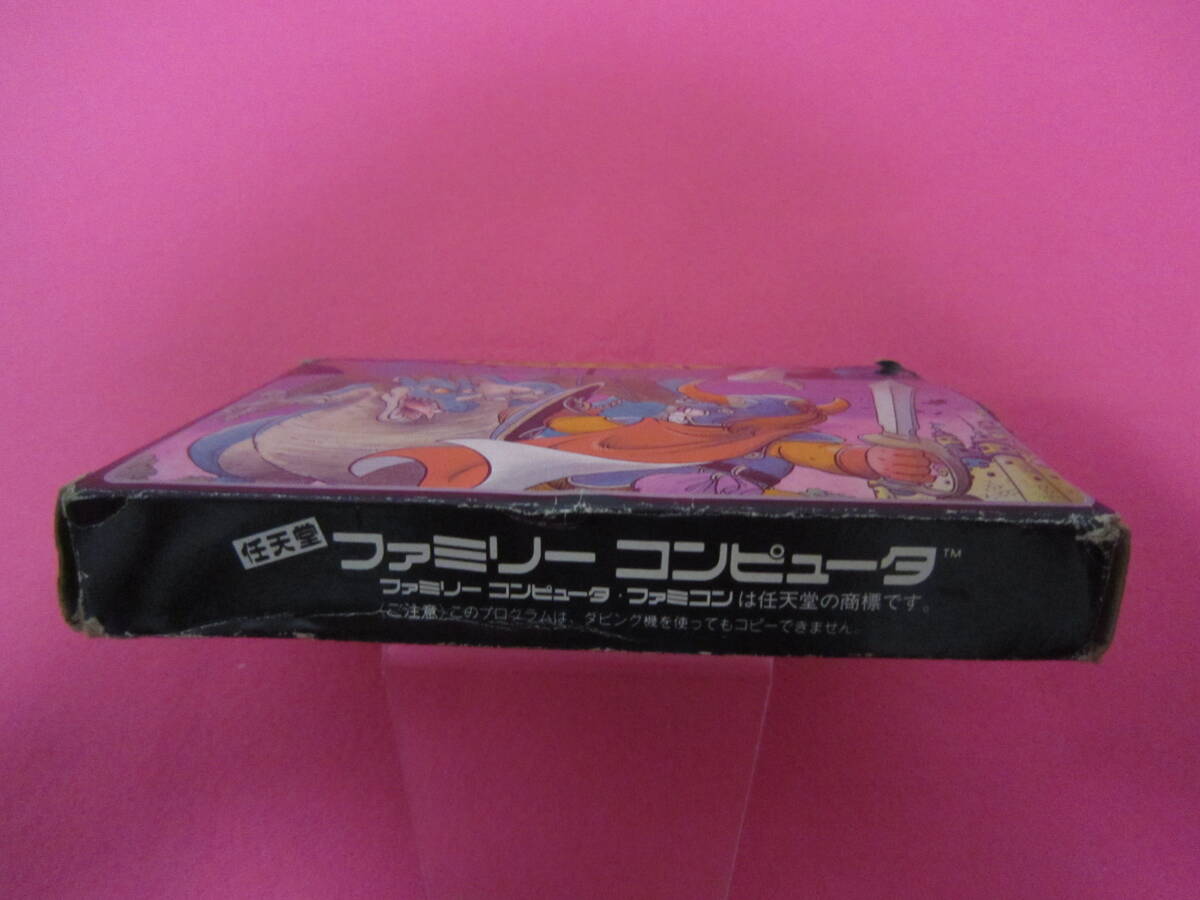 任天堂 ファミリー コンピュータ™
ファミリー コンピュータ・ファミコンは任天堂の商標です。
〈ご注意〉このプログラムは、ダビング機を使ってもコピーできません。